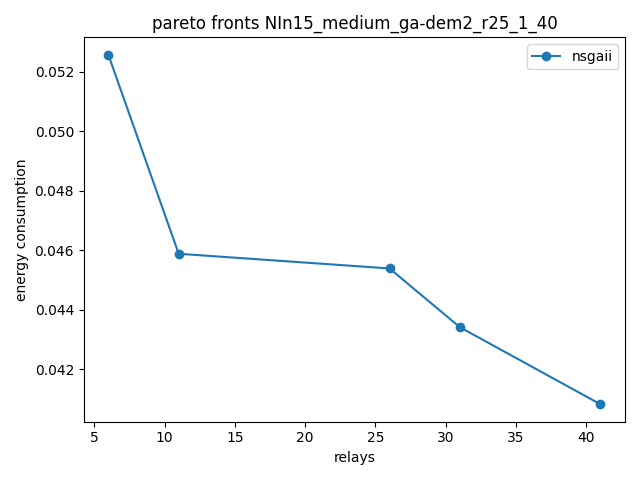 pareto fronts NIn15_medium_ga-dem2_r25_1_40
nsgaii
energy consumption
0.052
0.050
0.048
0.046
0.044
0.042
5 10 15 20 25 30 35 40
relays